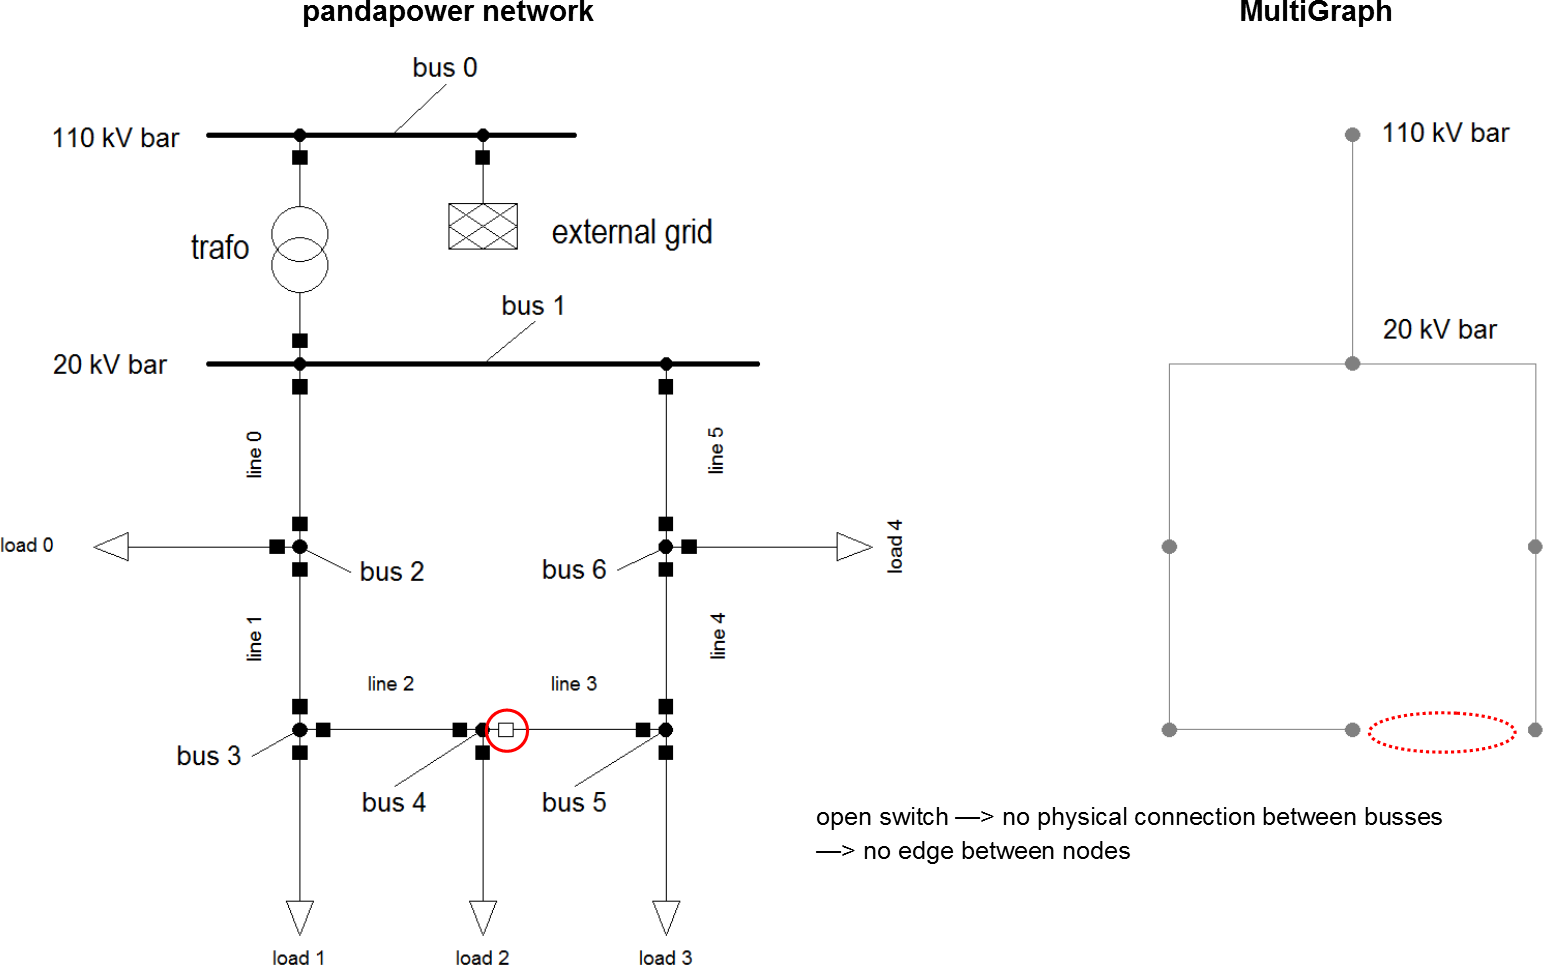 pandapower network
MultiGraph
bus 0
110 kV bar
110 kV bar
trafo
external grid
bus 1
20 kV bar
20 kV bar
line 0
line 5
load 0
load 4
bus 2
bus 6
line 1
line 4
line 2
line 3
bus 3
bus 4
bus 5
open switch —> no physical connection between busses
—> no edge between nodes
load 1
load 2
load 3